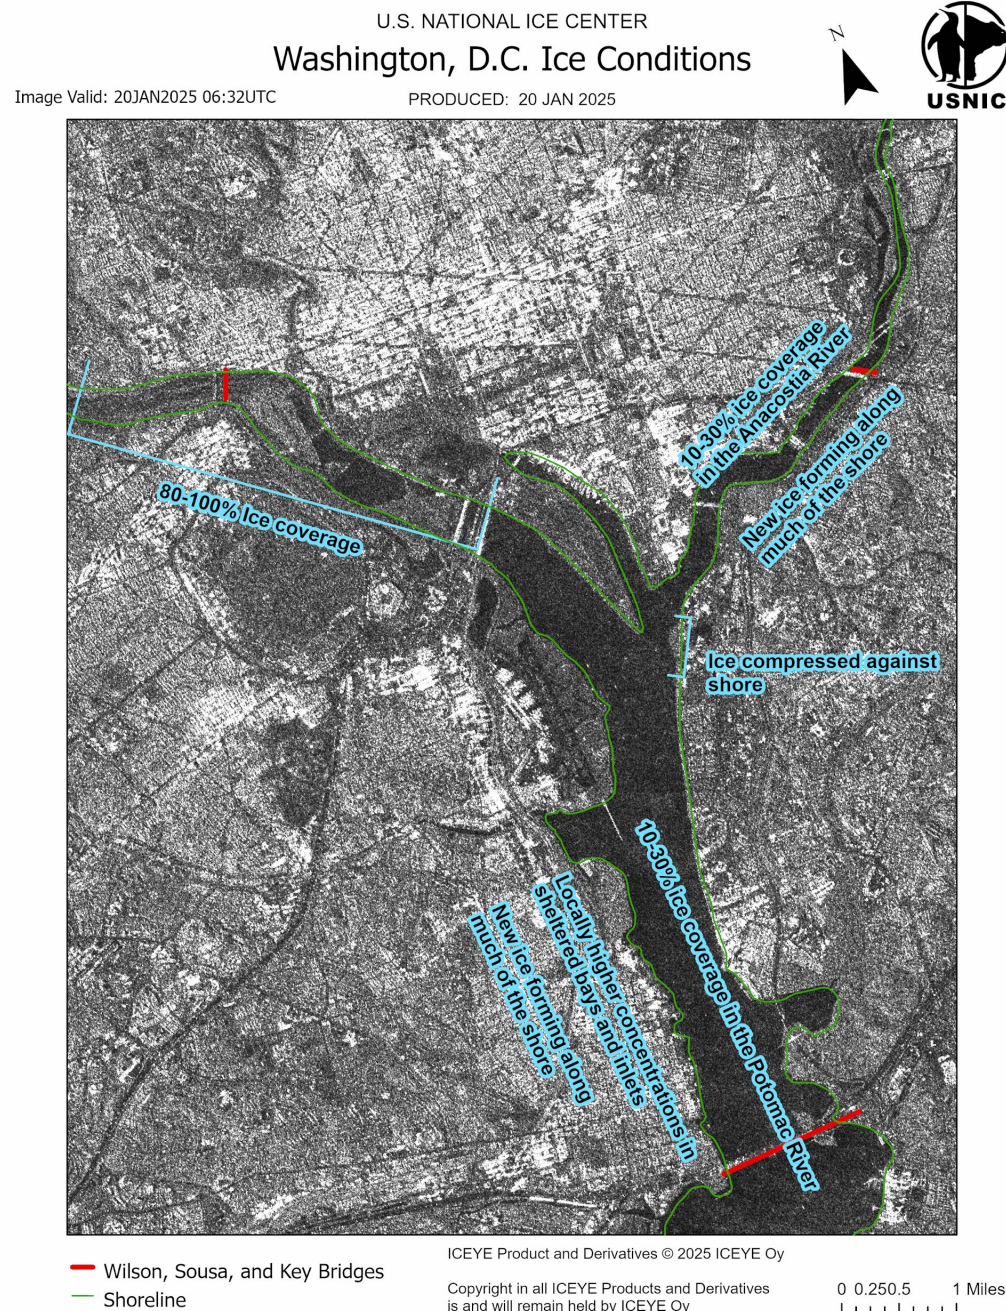 U.S. NATIONAL ICE CENTER
Washington, D.C. Ice Conditions
N
USNIC
Image Valid: 20JAN2025 06:32UTC
PRODUCED: 20 JAN 2025
10-30% ice coverage
in the Anacostia River
New ice forming along
much of the shore
80-100% Ice coverage
Ice compressed against
shore
10-30% ice coverage in the Potomac River
Locally higher concentrations in
sheltered bays and inlets
New ice forming along
much of the shore
Wilson, Sousa, and Key Bridges
Shoreline
ICEYE Product and Derivatives © 2025 ICEYE Oy
Copyright in all ICEYE Products and Derivatives
is and will remain held by ICEYE Oy
0 0.250.5 1 Miles